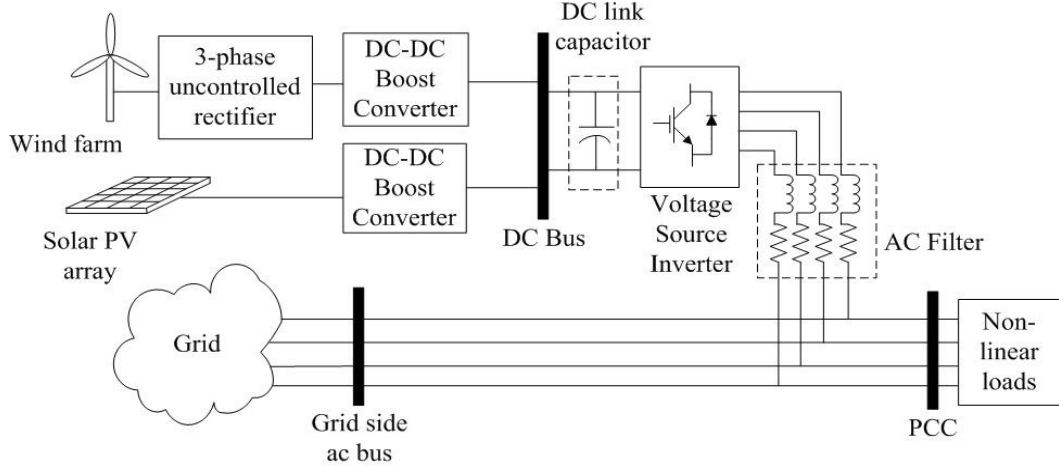 Wind farm
3-phase
uncontrolled
rectifier
DC-DC
Boost
Converter
DC link
capacitor
Solar PV
array
DC-DC
Boost
Converter
DC Bus
Voltage
Source
Inverter
AC Filter
Grid
Grid side
ac bus
PCC
Non-
linear
loads